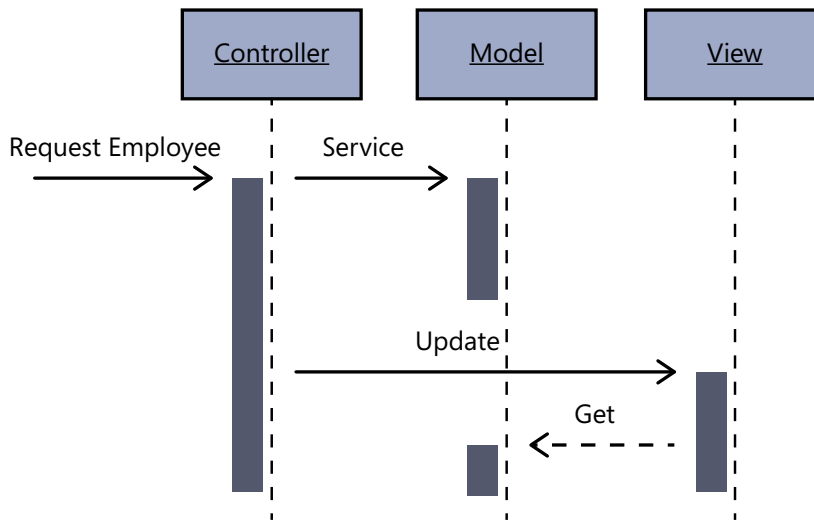 Controller
Model
View
Request Employee
Service
Update
Get